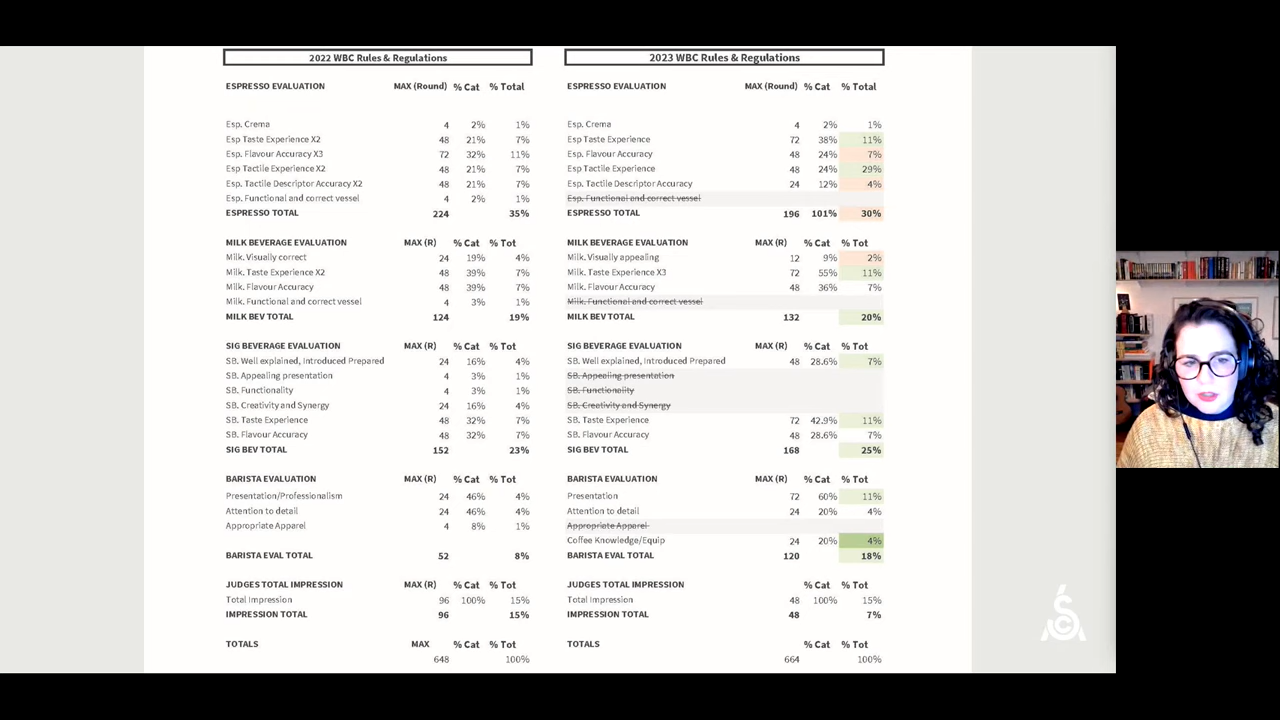 2022 WBC Rules & Regulations
ESPRESSO EVALUATION MAX (Round) % Cat % Total
Esp. Crema 4 2% 1%
Esp Taste Experience X2 48 21% 7%
Esp. Flavour Accuracy X3 72 32% 11%
Esp Tactile Experience X2 48 21% 7%
Esp. Tactile Descriptor Accuracy X2 48 21% 7%
Esp. Functional and correct vessel 4 2% 1%
ESPRESSO TOTAL 224 35%
MILK BEVERAGE EVALUATION MAX (R) % Cat % Tot
Milk. Visually correct 24 19% 4%
Milk. Taste Experience X2 48 39% 7%
Milk. Flavour Accuracy 48 39% 7%
Milk. Functional and correct vessel 4 3% 1%
MILK BEV TOTAL 124 19%
SIG BEVERAGE EVALUATION MAX (R) % Cat % Tot
SB. Well explained, Introduced Prepared 24 16% 4%
SB. Appealing presentation 4 3% 1%
SB. Functionality 4 3% 1%
SB. Creativity and Synergy 24 16% 4%
SB. Taste Experience 48 32% 7%
SB. Flavour Accuracy 48 32% 7%
SIG BEV TOTAL 152 23%
BARISTA EVALUATION MAX (R) % Cat % Tot
Presentation/Professionalism 24 46% 4%
Attention to detail 24 46% 4%
Appropriate Apparel 4 8% 1%
BARISTA EVAL TOTAL 52 8%
JUDGES TOTAL IMPRESSION MAX (R) % Cat % Tot
Total Impression 96 100% 15%
IMPRESSION TOTAL 96 15%
TOTALS MAX % Cat % Tot
648 100%
2023 WBC Rules & Regulations
ESPRESSO EVALUATION MAX (Round) % Cat % Total
Esp. Crema 4 2% 1%
Esp Taste Experience 72 38% 11%
Esp. Flavour Accuracy 48 24% 7%
Esp Tactile Experience 48 24% 29%
Esp. Tactile Descriptor Accuracy 24 12% 4%
Esp. Functional and correct vessel
ESPRESSO TOTAL 196 101% 30%
MILK BEVERAGE EVALUATION MAX (R) % Cat % Tot
Milk. Visually appealing 12 9% 2%
Milk. Taste Experience X3 72 55% 11%
Milk. Flavour Accuracy 48 36% 7%
Milk. Functional and correct vessel
MILK BEV TOTAL 132 20%
SIG BEVERAGE EVALUATION MAX (R) % Cat % Tot
SB. Well explained, Introduced Prepared 48 28.6% 7%
SB. Appealing presentation
SB. Functionality
SB. Creativity and Synergy
SB. Taste Experience 72 42.9% 11%
SB. Flavour Accuracy 48 28.6% 7%
SIG BEV TOTAL 168 25%
BARISTA EVALUATION MAX (R) % Cat % Tot
Presentation 72 60% 11%
Attention to detail 24 20% 4%
Appropriate Apparel
Coffee Knowledge/Equip 24 20% 4%
BARISTA EVAL TOTAL 120 18%
JUDGES TOTAL IMPRESSION % Cat % Tot
Total Impression 48 100% 15%
IMPRESSION TOTAL 48 7%
TOTALS % Cat % Tot
664 100%